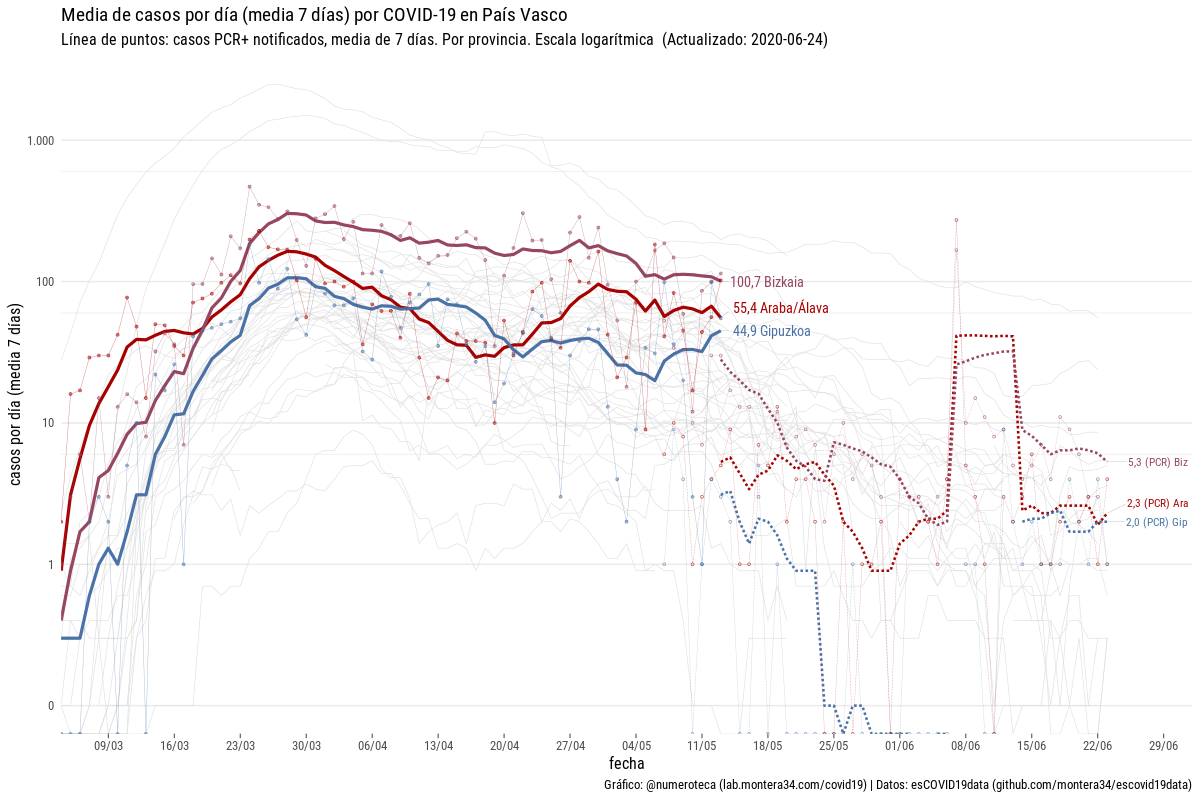 Media de casos por día (media 7 días) por COVID-19 en País Vasco
Línea de puntos: casos PCR+ notificados, media de 7 días. Por provincia. Escala logarítmica (Actualizado: 2020-06-24)
casos por día (media 7 días)
1.000
100
10
1
0
100,7 Bizkaia
55,4 Araba/Álava
44,9 Gipuzkoa
5,3 (PCR) Biz
2,3 (PCR) Ara
2,0 (PCR) Gip
09/03 16/03 23/03 30/03 06/04 13/04 20/04 27/04 04/05 11/05 18/05 25/05 01/06 08/06 15/06 22/06 29/06
fecha
Gráfico: @numeroteca (lab.montera34.com/covid19) | Datos: esCOVID19data (github.com/montera34/escovid19data)